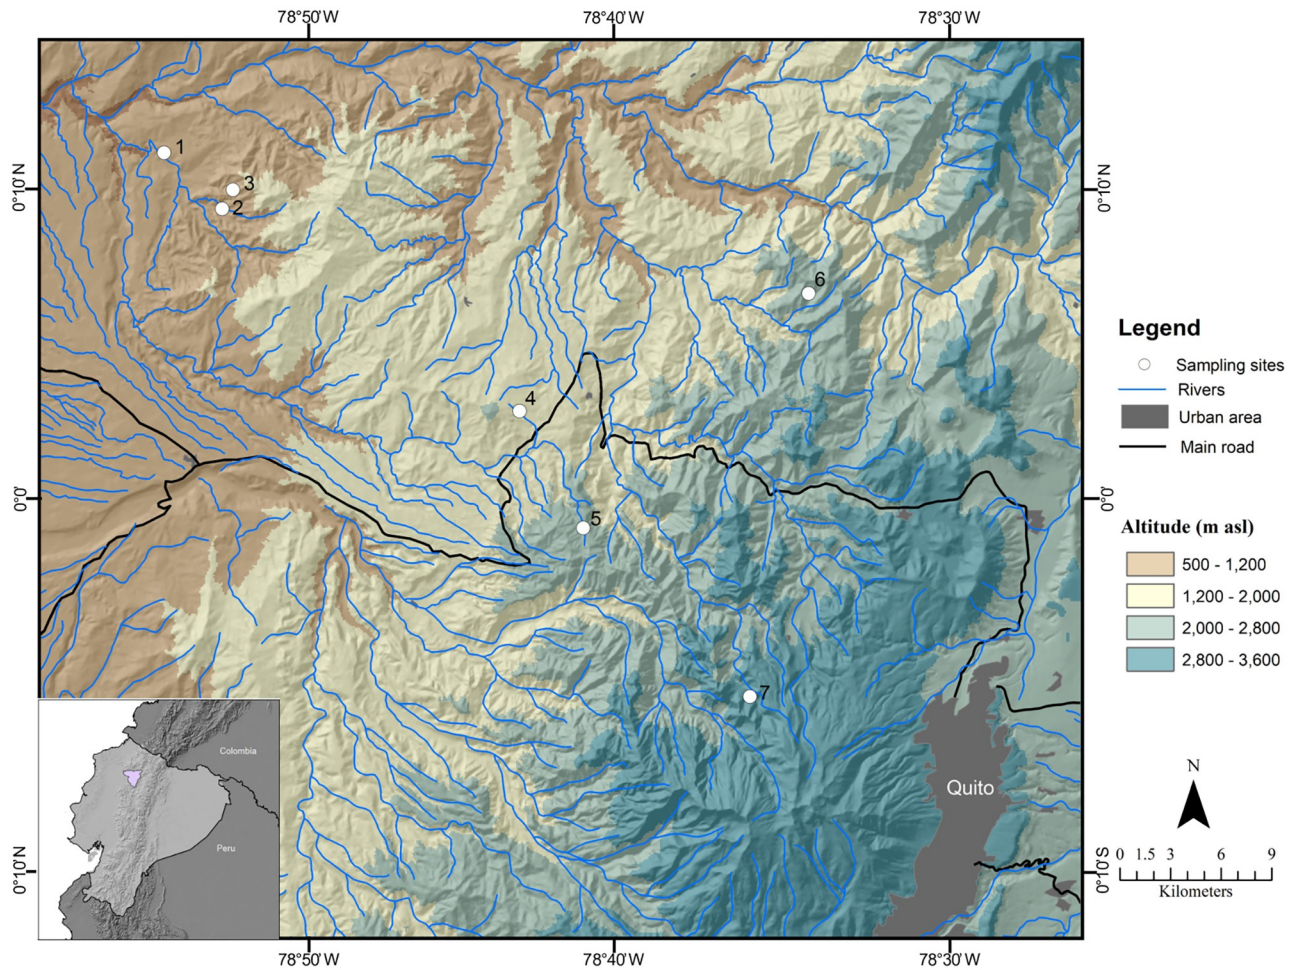 78°50'W
78°40'W
78°30'W
0°10'N
0°10'N
1
3
2
6
4
5
7
0°0'
0°0'
0°10'N
0°10'S
Quito
Colombia
Peru
78°50'W
78°40'W
78°30'W
Legend
Sampling sites
Rivers
Urban area
Main road
Altitude (m asl)
500 - 1,200
1,200 - 2,000
2,000 - 2,800
2,800 - 3,600
N
0 1.5 3 6 9
Kilometers